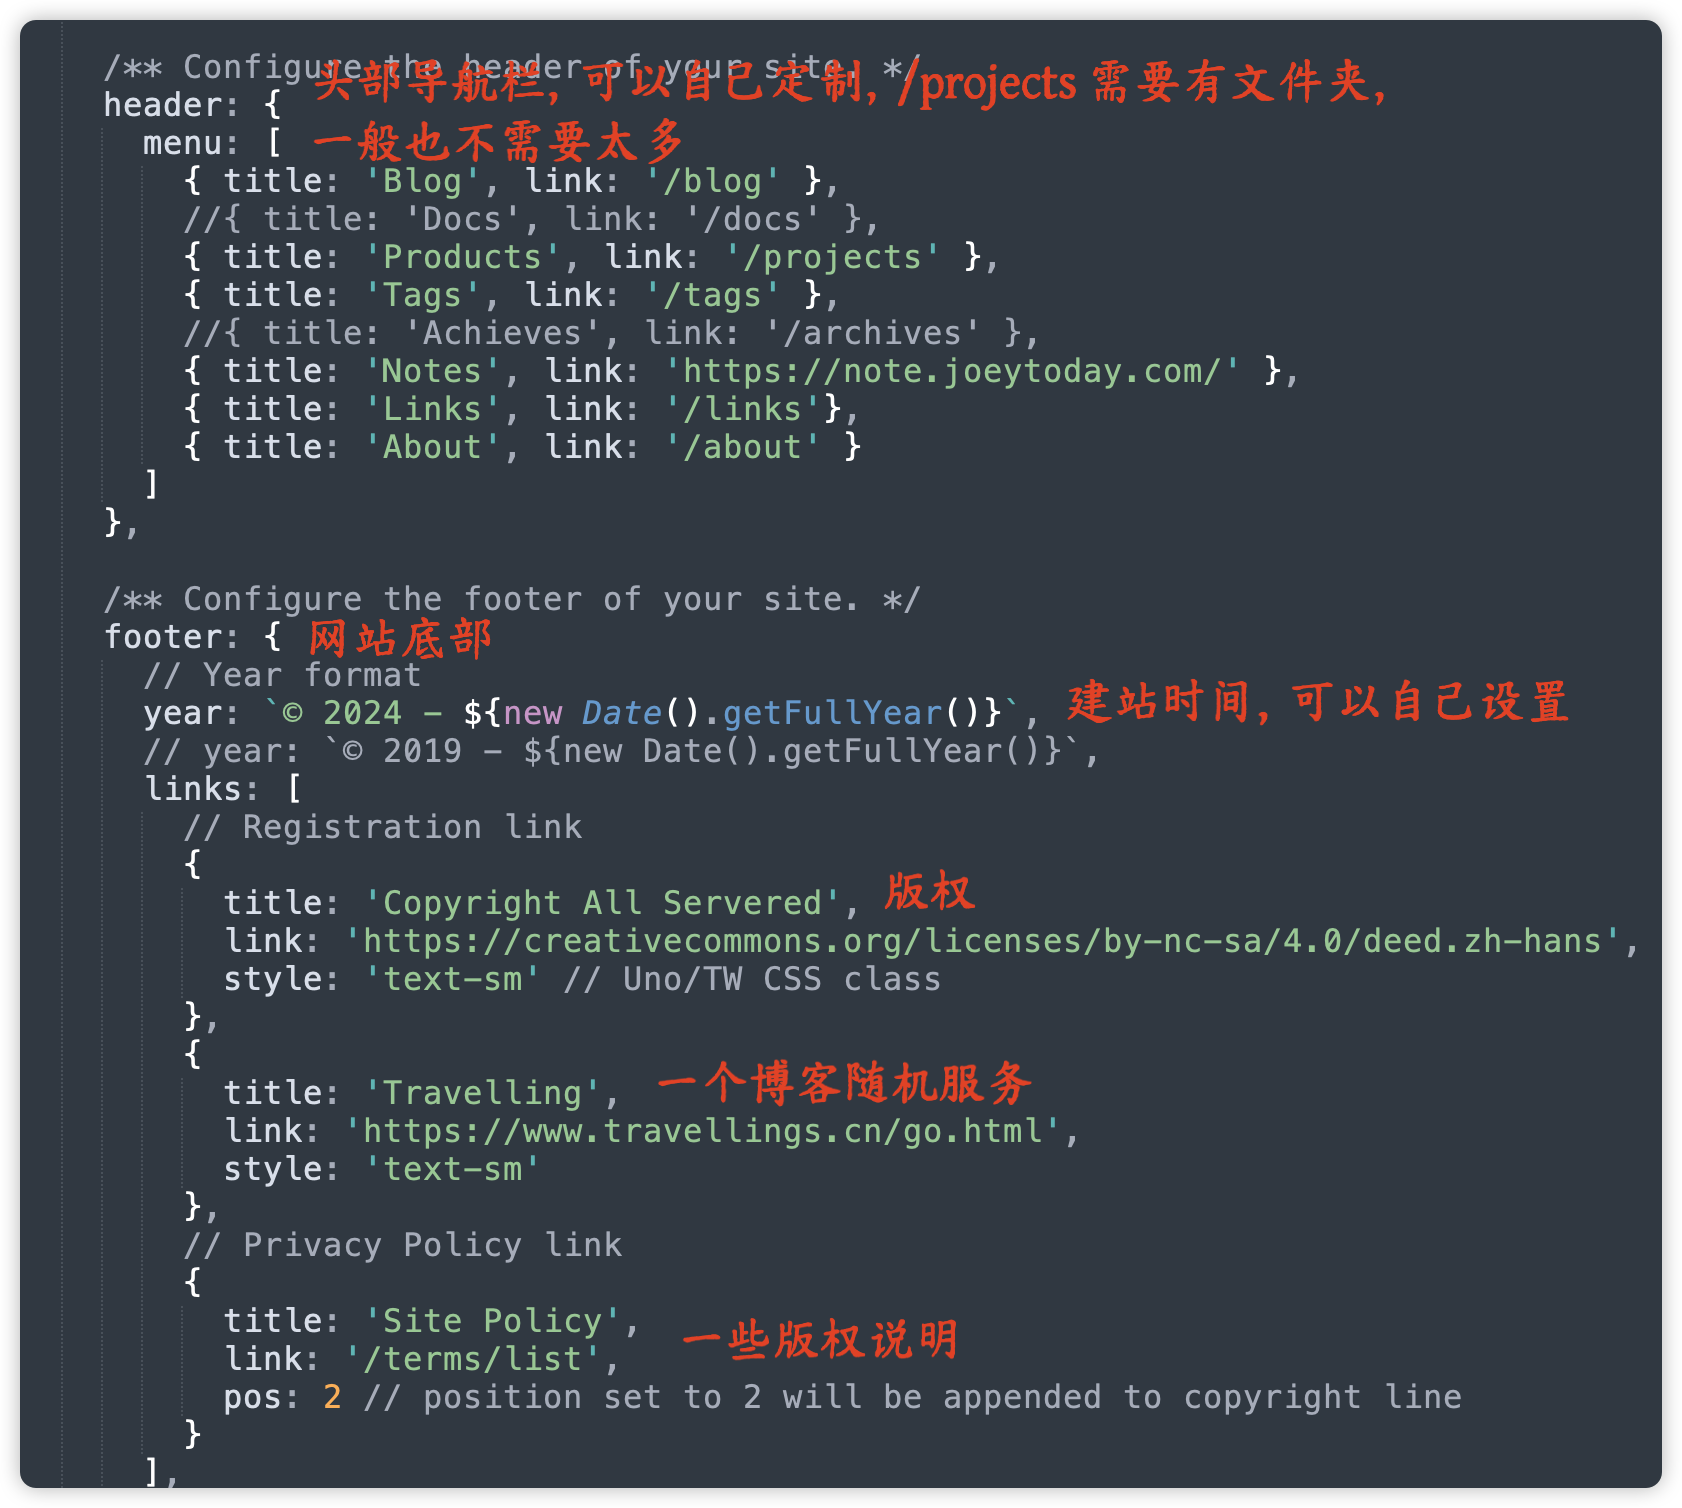 /** Configure the header of your site. */
头部导航栏, 可以自己定制, /projects 需要有文件夹,
header: {
menu: [
一般也不需要太多
{ title: 'Blog', link: '/blog' },
//{ title: 'Docs', link: '/docs' },
{ title: 'Products', link: '/projects' },
{ title: 'Tags', link: '/tags' },
//{ title: 'Achieves', link: '/archives' },
{ title: 'Notes', link: 'https://note.joeytoday.com/' },
{ title: 'Links', link: '/links'},
{ title: 'About', link: '/about' }
]
},
/** Configure the footer of your site. */
footer: { 网站底部
// Year format
year: `© 2024 - ${new Date().getFullYear()}`, 建站时间, 可以自己设置
// year: `© 2019 - ${new Date().getFullYear()}`,
links: [
// Registration link
{
title: 'Copyright All Servered', 版权
link: 'https://creativecommons.org/licenses/by-nc-sa/4.0/deed.zh-hans',
style: 'text-sm' // Uno/TW CSS class
},
{
title: 'Travelling', 一个博客随机服务
link: 'https://www.travellings.cn/go.html',
style: 'text-sm'
},
// Privacy Policy link
{
title: 'Site Policy',
一些版权说明
link: '/terms/list',
pos: 2 // position set to 2 will be appended to copyright line
}
],